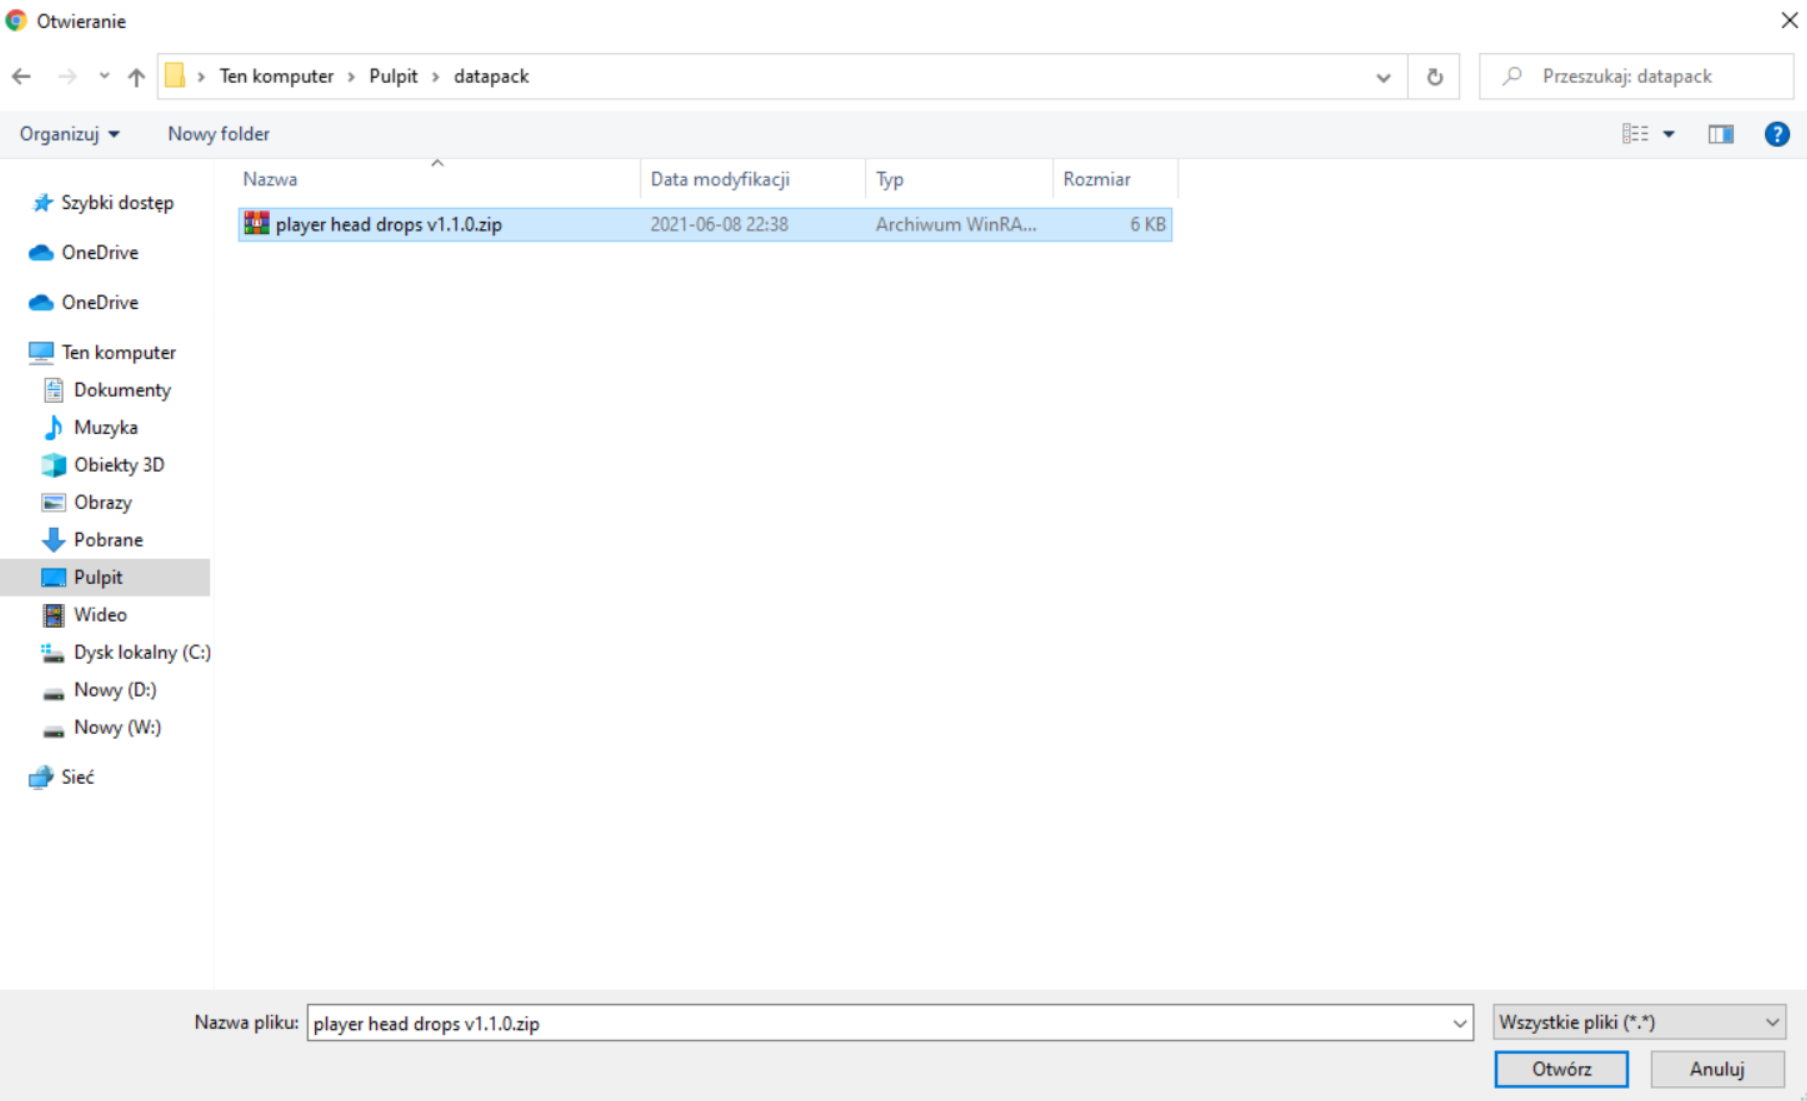 Otwieranie
Ten komputer
Pulpit
datapack
Przeszukaj: datapack
Organizuj
Nowy folder
?
Nazwa
Data modyfikacji
Typ
Rozmiar
player head drops v1.1.0.zip
2021-06-08 22:38
Archiwum WinRA...
6 KB
Szybki dostęp
OneDrive
OneDrive
Ten komputer
Dokumenty
Muzyka
Obiekty 3D
Obrazy
Pobrane
Pulpit
Wideo
Dysk lokalny (C:)
Nowy (D:)
Nowy (W:)
Sieć
Nazwa pliku:
player head drops v1.1.0.zip
Wszystkie pliki (*.*)
Otwórz
Anuluj